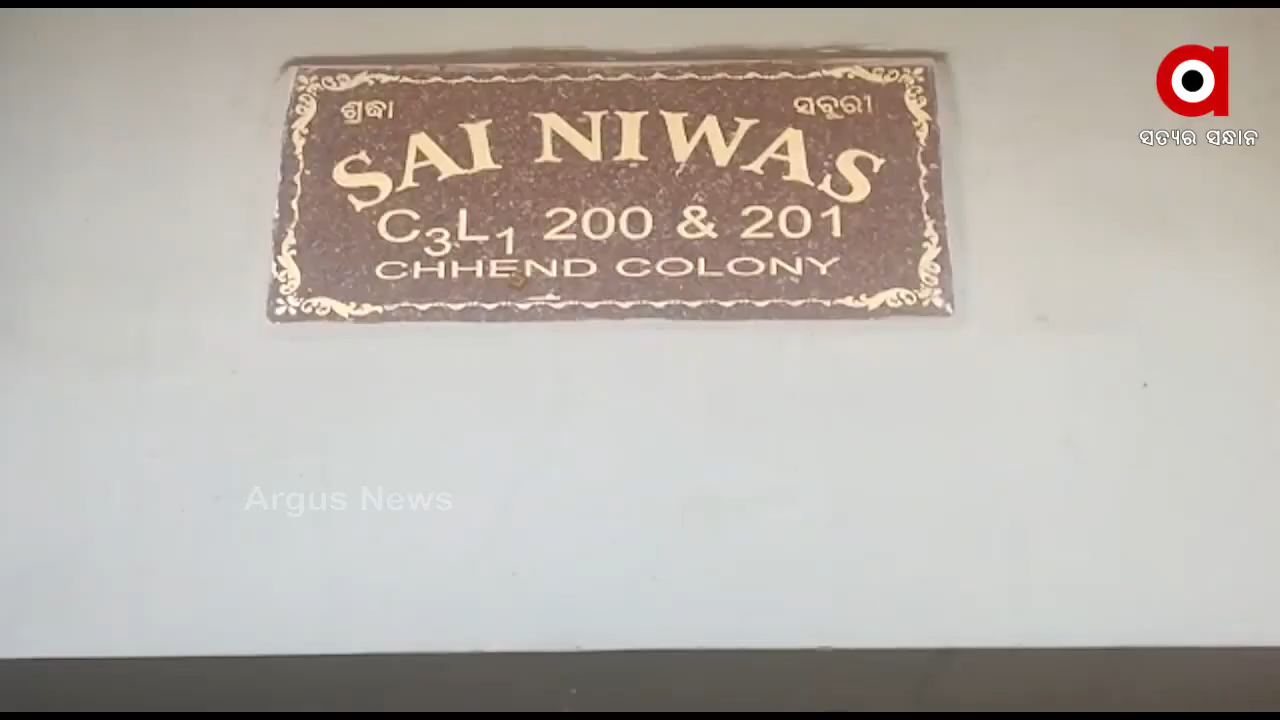 ଶ୍ରଦ୍ଧା ସବୁରୀ
SAI NIWAS
C3L1 200 & 201
CHHEND COLONY
a
ସତ୍ୟର ସନ୍ଧାନ
Argus News